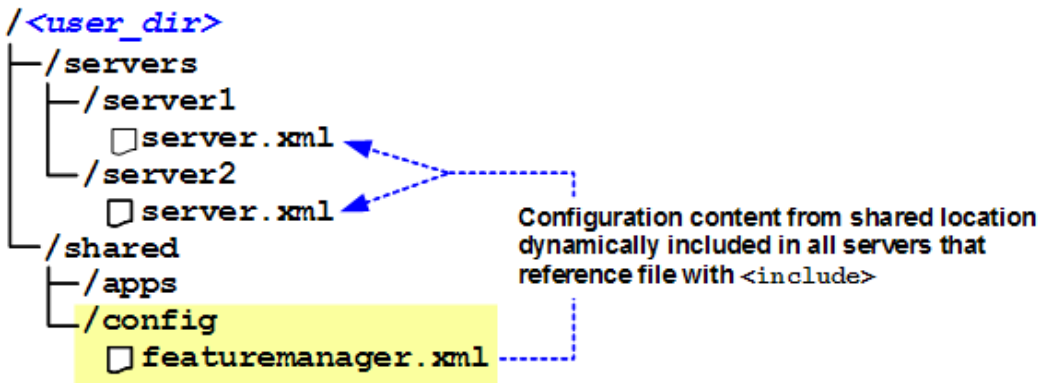 /<user_dir>
/servers
/server1
server.xml
/server2
server.xml
Configuration content from shared location
dynamically included in all servers that
reference file with <include>
/shared
/apps
/config
featuremanager.xml